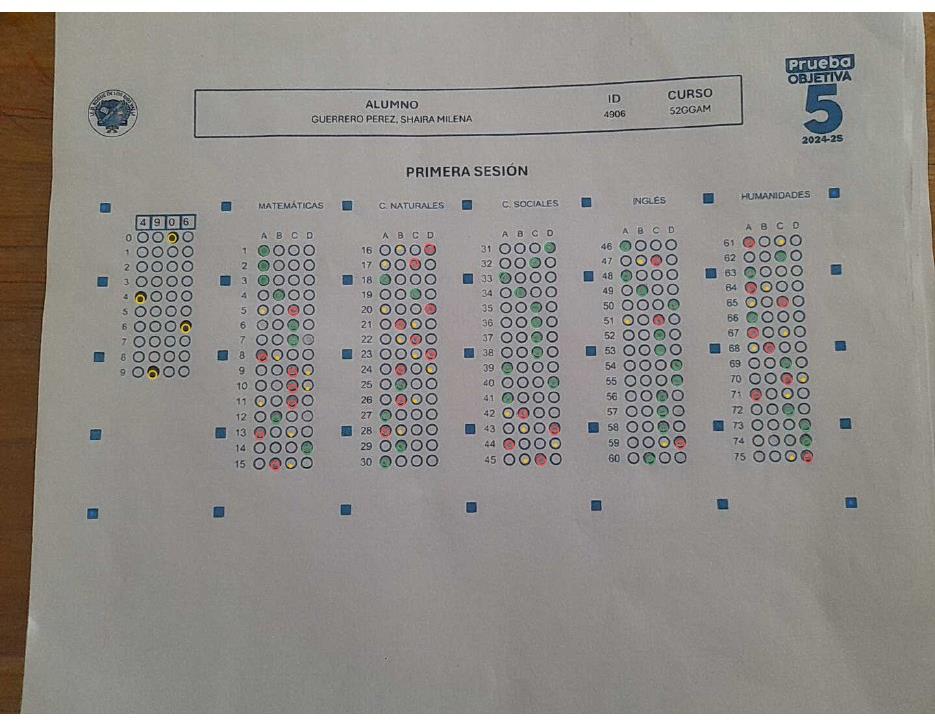 Prueba
OBJETIVA
5
2024-25
ALUMNO ID CURSO
GUERRERO PEREZ, SHAIRA MILENA 4906 52GGAM
PRIMERA SESIÓN
MATEMÁTICAS C. NATURALES C. SOCIALES INGLÉS HUMANIDADES
4 9 0 6
A B C D A B C D A B C D A B C D A B C D
0 1 16 31 46 61
1 2 17 32 47 62
2 3 18 33 48 63
3 4 19 34 49 64
4 5 20 35 50 65
5 6 21 36 51 66
6 7 22 37 52 67
7 8 23 38 53 68
8 9 24 39 54 69
9 10 25 40 55 70
11 26 41 56 71
12 27 42 57 72
13 28 43 58 73
14 29 44 59 74
15 30 45 60 75